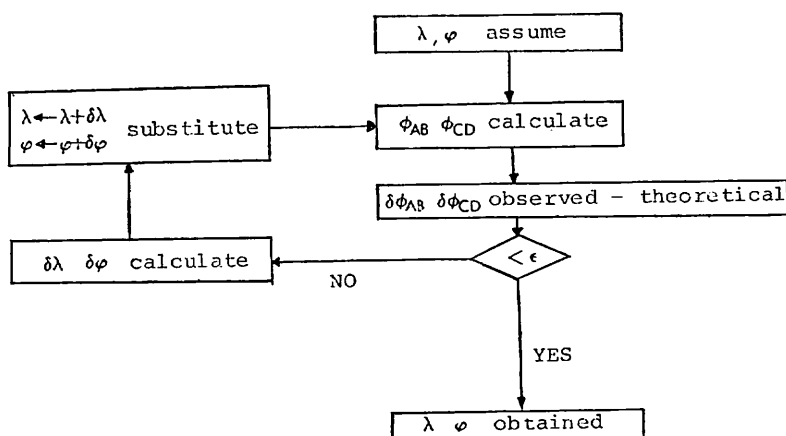 λ, φ assume
λ←λ+δλ
φ←φ+δφ substitute
ϕAB ϕCD calculate
δϕAB δϕCD observed - theoretical
< ϵ
NO
δλ δφ calculate
YES
λ φ obtained